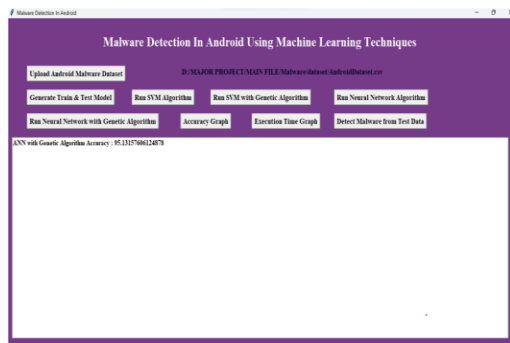 Malware Detection In Android
Malware Detection In Android Using Machine Learning Techniques
Upload Android Malware Dataset
D:/MAJOR PROJECT/MAIN FILE/Malware/dataset/AndroidDataset.csv
Generate Train & Test Model Run SVM Algorithm Run SVM with Genetic Algorithm Run Neural Network Algorithm
Run Neural Network with Genetic Algorithm Accuracy Graph Execution Time Graph Detect Malware from Test Data
ANN with Genetic Algorithm Accuracy : 95.13157606124878